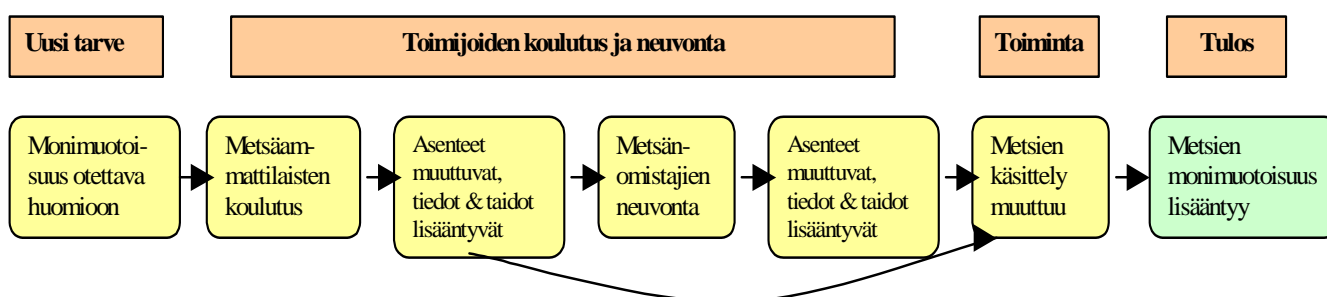 Uusi tarve
Toimijoiden koulutus ja neuvonta
Toiminta
Tulos
Monimuotoi-
suus otettava
huomioon
Metsäam-
mattilaisten
koulutus
Asenteet
muuttuvat,
tiedot & taidot
lisääntyvät
Metsän-
omistajien
neuvonta
Asenteet
muuttuvat,
tiedot & taidot
lisääntyvät
Metsien
käsittely
muuttuu
Metsien
monimuotoisuus
lisääntyy